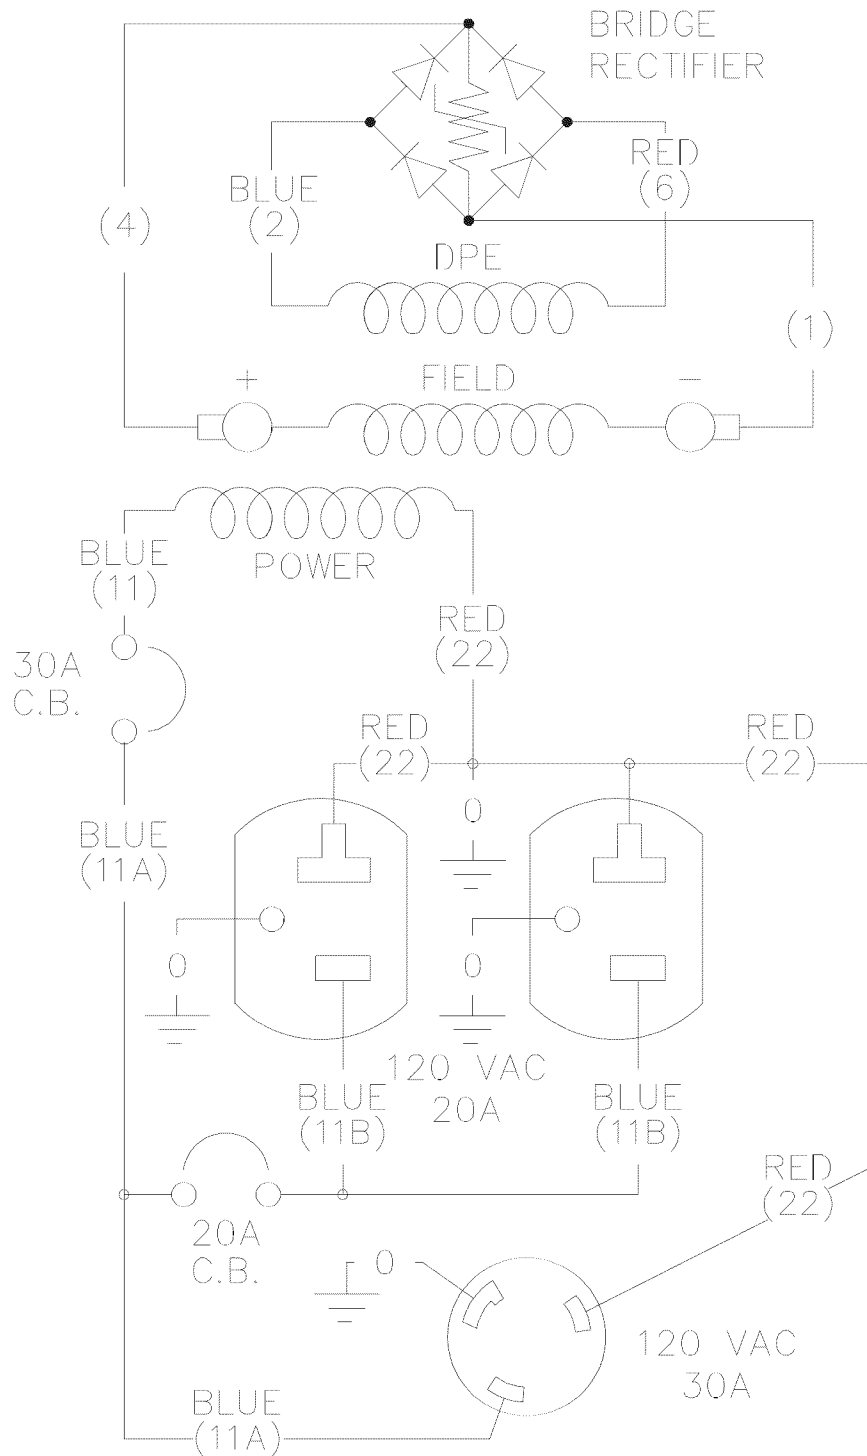 BRIDGE
RECTIFIER
RED
(6)
BLUE
(2)
(4)
DPE
(1)
+
FIELD
-
BLUE
(11)
POWER
RED
(22)
30A
C.B.
RED
(22)
RED
(22)
0
BLUE
(11A)
0
0
120 VAC
20A
BLUE
(11B)
BLUE
(11B)
RED
(22)
20A
C.B.
0
120 VAC
30A
BLUE
(11A)